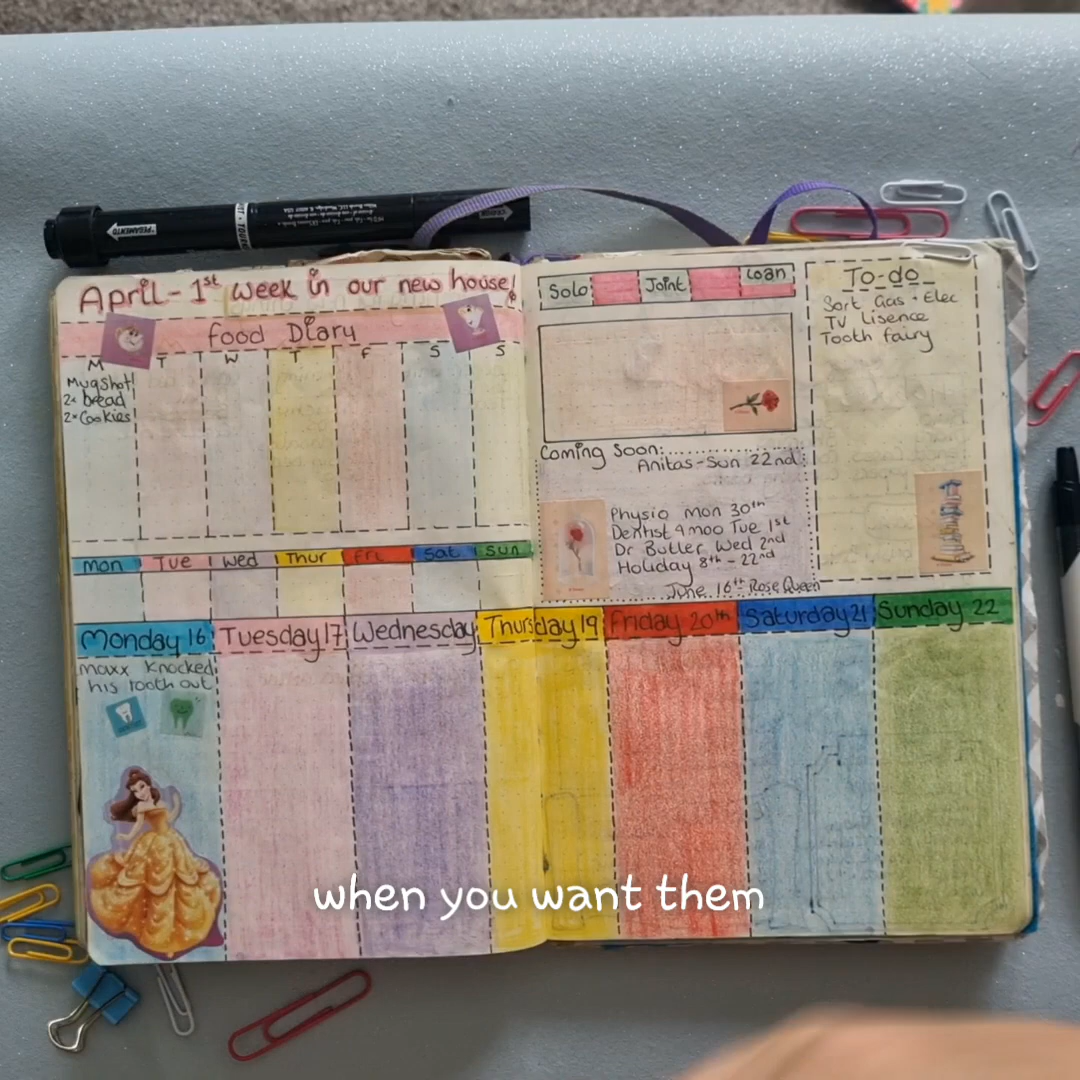 PEGAMENTO
April - 1st week in our new house!
Food Diary
M T W T F S S
MugShot!
2x bread
2x Cookies
Mon Tue Wed Thur Fri Sat Sun
Solo Joint Loan
To-do
Sort Gas + Elec
TV Lisence
Tooth fairy
Coming Soon:
Anitas - Sun 22nd
Physio Mon 30th
Dentist 4 moo Tue 1st
Dr Butler Wed 2nd
Holiday 8th - 22nd
June 16th Rose Queen
Monday 16 Tuesday 17 Wednesday Thursday 19 Friday 20th Saturday 21 Sunday 22
maxx knocked
his tooth out
when you want them